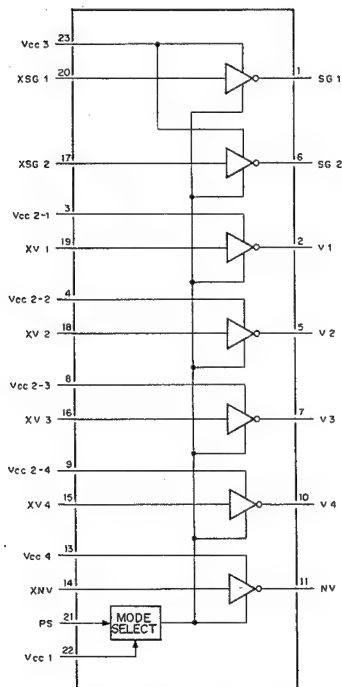 Vcc 3 23
XSG 1 20 1 SG 1
XSG 2 17 6 SG 2
Vcc 2-1 3
XV 1 19 2 V 1
Vcc 2-2 4
XV 2 18 5 V 2
Vcc 2-3 8
XV 3 16 7 V 3
Vcc 2-4 9
XV 4 15 10 V 4
Vcc 4 13
XNV 14 11 NV
PS 21 MODE
SELECT
Vcc 1 22